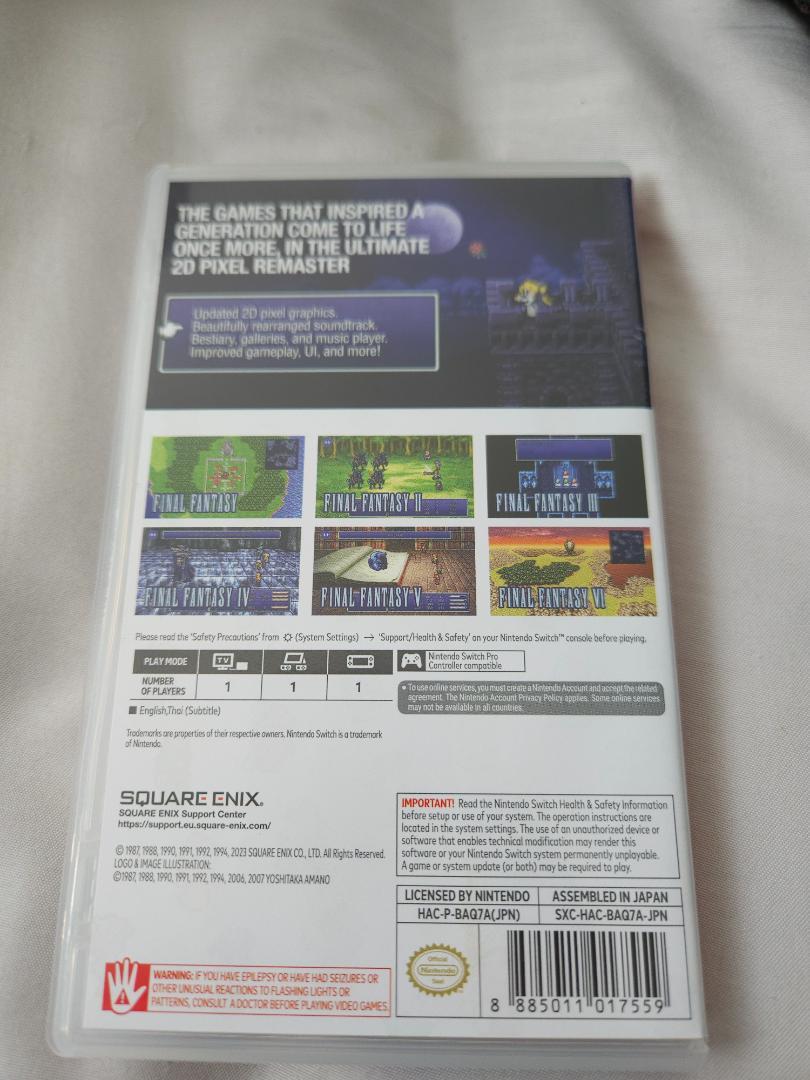 THE GAMES THAT INSPIRED A
GENERATION COME TO LIFE
ONCE MORE, IN THE ULTIMATE
2D PIXEL REMASTER
Updated 2D pixel graphics.
Beautifully rearranged soundtrack.
Bestiary, galleries, and music player.
Improved gameplay, UI, and more!
FINAL FANTASY
FINAL FANTASY II
FINAL FANTASY III
FINAL FANTASY IV
FINAL FANTASY V
FINAL FANTASY VI
Please read the 'Safety Precautions' from (System Settings) → 'Support/Health & Safety' on your Nintendo Switch™ console before playing.
PLAY MODE
TV
NUMBER
OF PLAYERS
1
1
1
Nintendo Switch Pro
Controller compatible
• To use online services, you must create a Nintendo Account and accept the related
agreement. The Nintendo Account Privacy Policy applies. Some online services
may not be available in all countries.
■ English,Thai (Subtitle)
Trademarks are properties of their respective owners. Nintendo Switch is a trademark
of Nintendo.
SQUARE ENIX®
SQUARE ENIX Support Center
https://support.eu.square-enix.com/
© 1987, 1988, 1990, 1991, 1992, 1994, 2023 SQUARE ENIX CO., LTD. All Rights Reserved.
LOGO & IMAGE ILLUSTRATION:
©1987, 1988, 1990, 1991, 1992, 1994, 2006, 2007 YOSHITAKA AMANO
IMPORTANT! Read the Nintendo Switch Health & Safety Information
before setup or use of your system. The operation instructions are
located in the system settings. The use of an unauthorized device or
software that enables technical modification may render this
software or your Nintendo Switch system permanently unplayable.
A game or system update (or both) may be required to play.
LICENSED BY NINTENDO
ASSEMBLED IN JAPAN
HAC-P-BAQ7A(JPN)
SXC-HAC-BAQ7A-JPN
WARNING: IF YOU HAVE EPILEPSY OR HAVE HAD SEIZURES OR
OTHER UNUSUAL REACTIONS TO FLASHING LIGHTS OR
PATTERNS, CONSULT A DOCTOR BEFORE PLAYING VIDEO GAMES.
Official
Nintendo
Seal
8 885011 017559